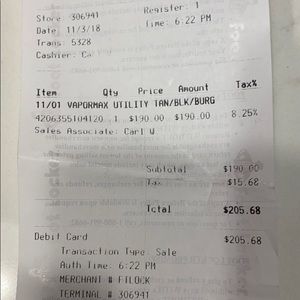 Register: 1
Store: 306941
Time: 6:22 PM
Date: 11/3/18
Trans: 5328
Cashier:
Item Qty Price Amount Tax%
11/01 VAPORMAX UTILITY TAN/BLK/BURG
4206355104120 1 $190.00 $190.00 8.25%
Sales Associate: Carl W
Subtotal $190.00
Tax $15.68
Total $205.68
Debit Card $205.68
Transaction Type: Sale
Auth Time: 6:22 PM
MERCHANT # FTLOCK
TERMINAL # 306941